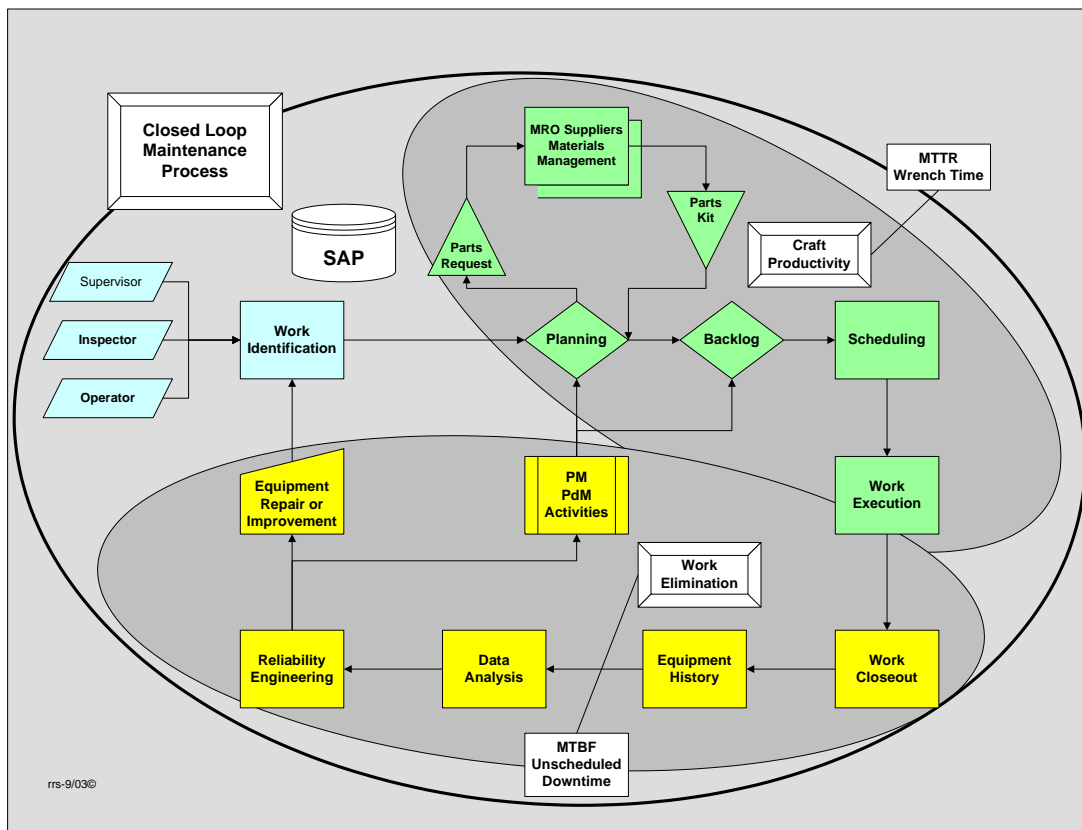 Closed Loop
Maintenance
Process
SAP
MRO Suppliers
Materials
Management
MTTR
Wrench Time
Parts
Request
Parts
Kit
Craft
Productivity
Supervisor
Inspector
Operator
Work
Identification
Planning
Backlog
Scheduling
Equipment
Repair or
Improvement
PM
PdM
Activities
Work
Execution
Work
Elimination
Reliability
Engineering
Data
Analysis
Equipment
History
Work
Closeout
MTBF
Unscheduled
Downtime
rrs-9/03©